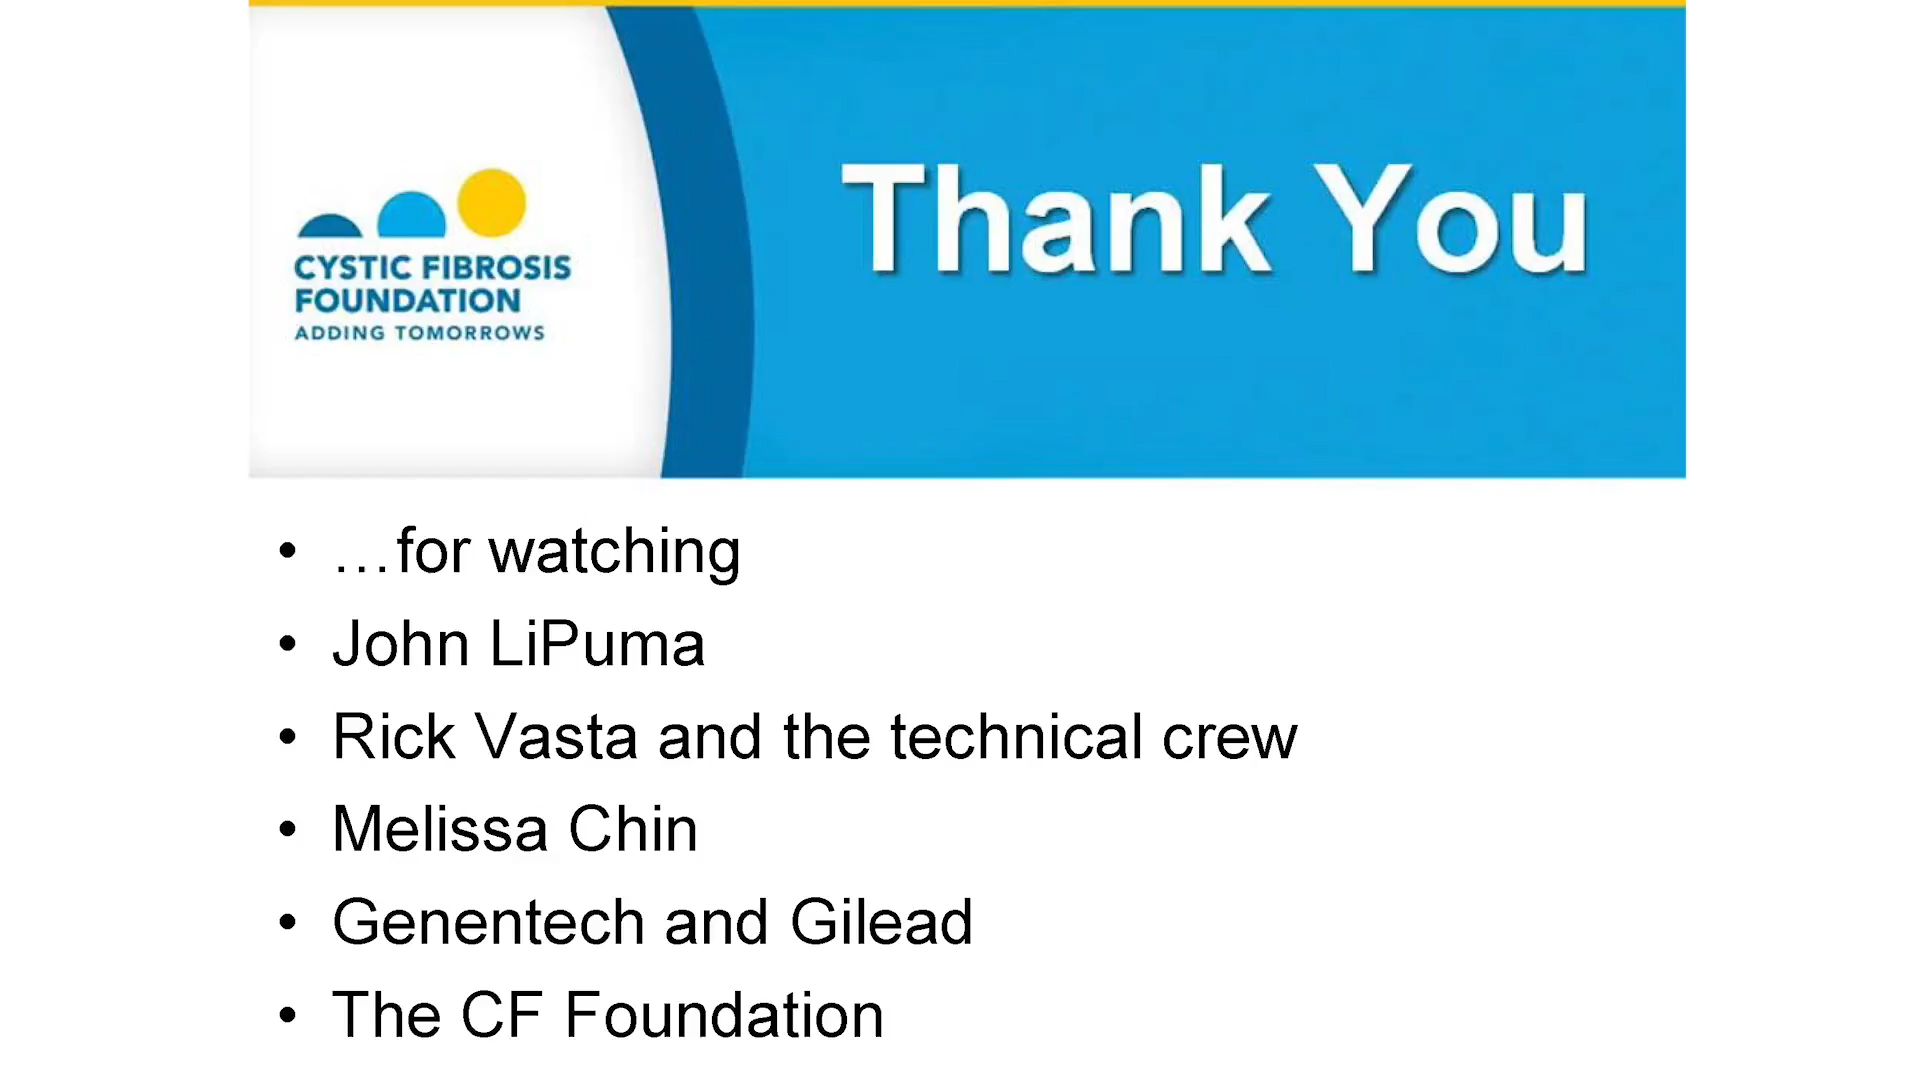 CYSTIC FIBROSIS
FOUNDATION
ADDING TOMORROWS
Thank You
• …for watching
• John LiPuma
• Rick Vasta and the technical crew
• Melissa Chin
• Genentech and Gilead
• The CF Foundation